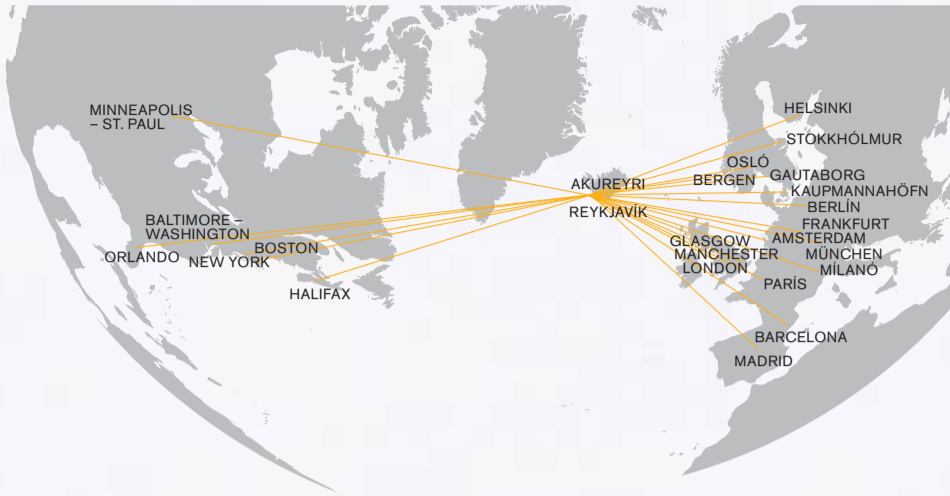 MINNEAPOLIS
– ST. PAUL
BALTIMORE –
WASHINGTON
ORLANDO
NEW YORK
BOSTON
HALIFAX
AKUREYRI
REYKJAVÍK
HELSINKI
STOKKHÓLMUR
OSLÓ
BERGEN
GAUTABORG
KAUPMANNAHÖFN
BERLÍN
FRANKFURT
AMSTERDAM
GLASGOW
MANCHESTER
MÜNCHEN
LONDON
MÍLANÓ
PARÍS
BARCELONA
MADRID